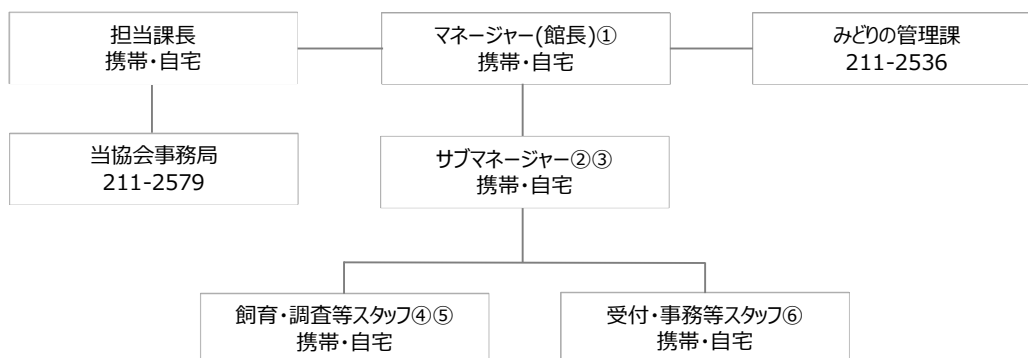 担当課長
携帯・自宅
マネージャー(館長)①
携帯・自宅
みどりの管理課
211-2536
当協会事務局
211-2579
サブマネージャー②③
携帯・自宅
飼育・調査等スタッフ④⑤
携帯・自宅
受付・事務等スタッフ⑥
携帯・自宅